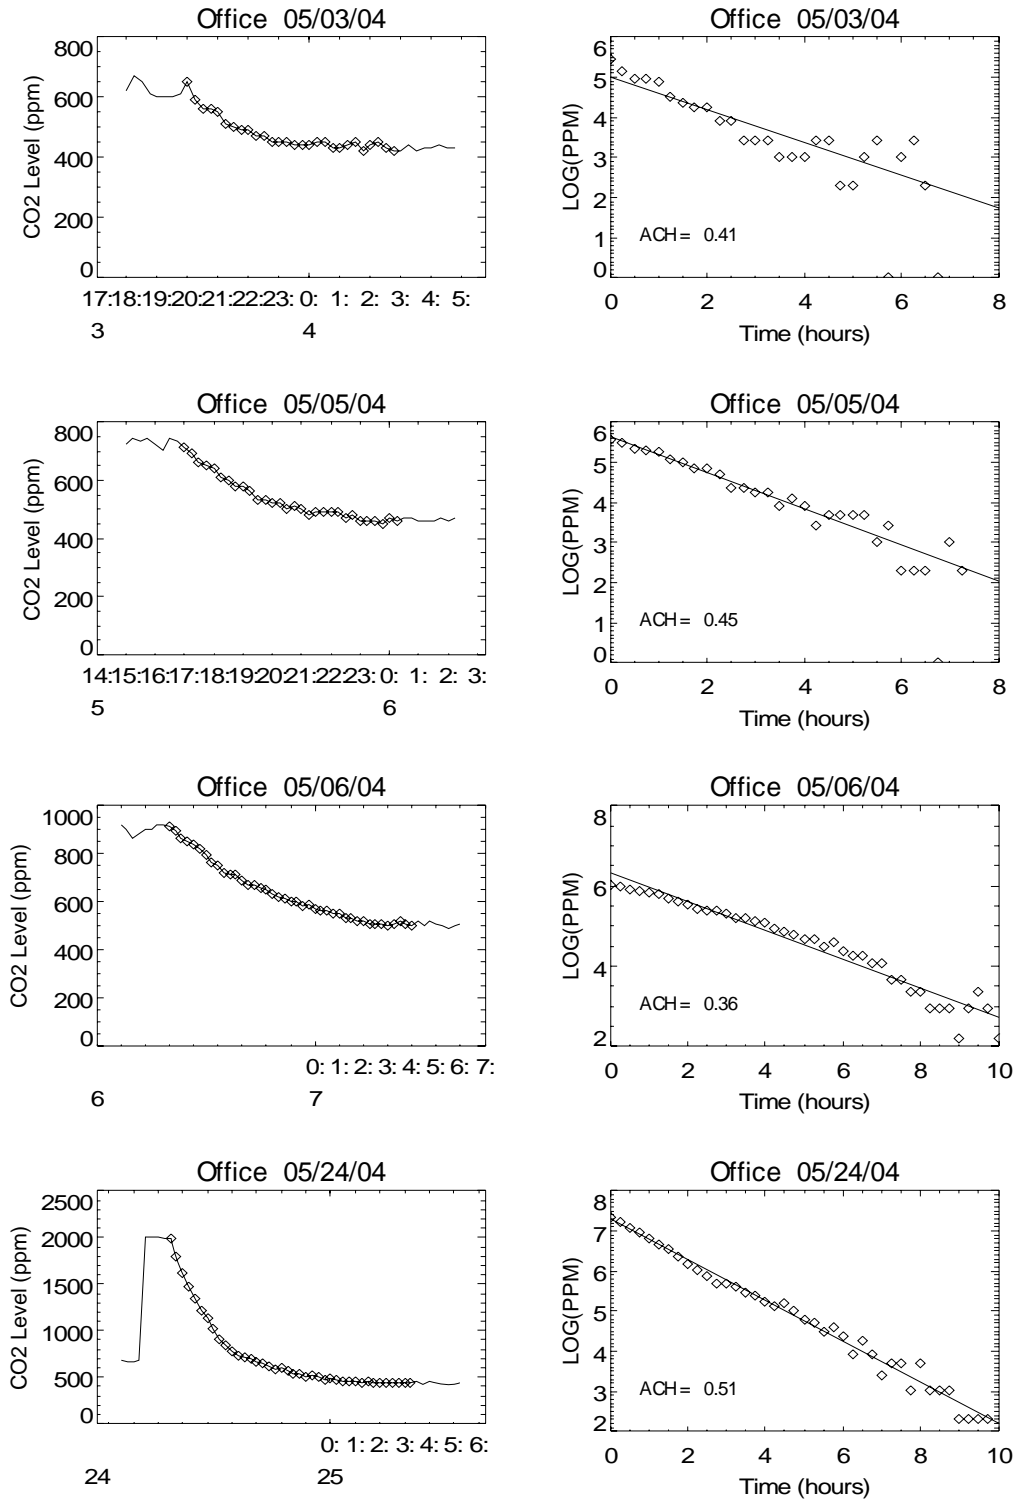 Office 05/03/04
CO2 Level (ppm)
800
600
400
200
0
17:18:19:20:21:22:23: 0: 1: 2: 3: 4: 5:
3 4
Office 05/03/04
LOG(PPM)
6
5
4
3
2
1
0
ACH = 0.41
0 2 4 6 8
Time (hours)
Office 05/05/04
CO2 Level (ppm)
800
600
400
200
0
14:15:16:17:18:19:20:21:22:23: 0: 1: 2: 3:
5 6
Office 05/05/04
LOG(PPM)
6
5
4
3
2
1
0
ACH = 0.45
0 2 4 6 8
Time (hours)
Office 05/06/04
CO2 Level (ppm)
1000
800
600
400
200
0
0: 1: 2: 3: 4: 5: 6: 7:
6 7
Office 05/06/04
LOG(PPM)
8
6
4
2
ACH = 0.36
0 2 4 6 8 10
Time (hours)
Office 05/24/04
CO2 Level (ppm)
2500
2000
1500
1000
500
0
0: 1: 2: 3: 4: 5: 6:
24 25
Office 05/24/04
LOG(PPM)
8
7
6
5
4
3
2
ACH = 0.51
0 2 4 6 8 10
Time (hours)